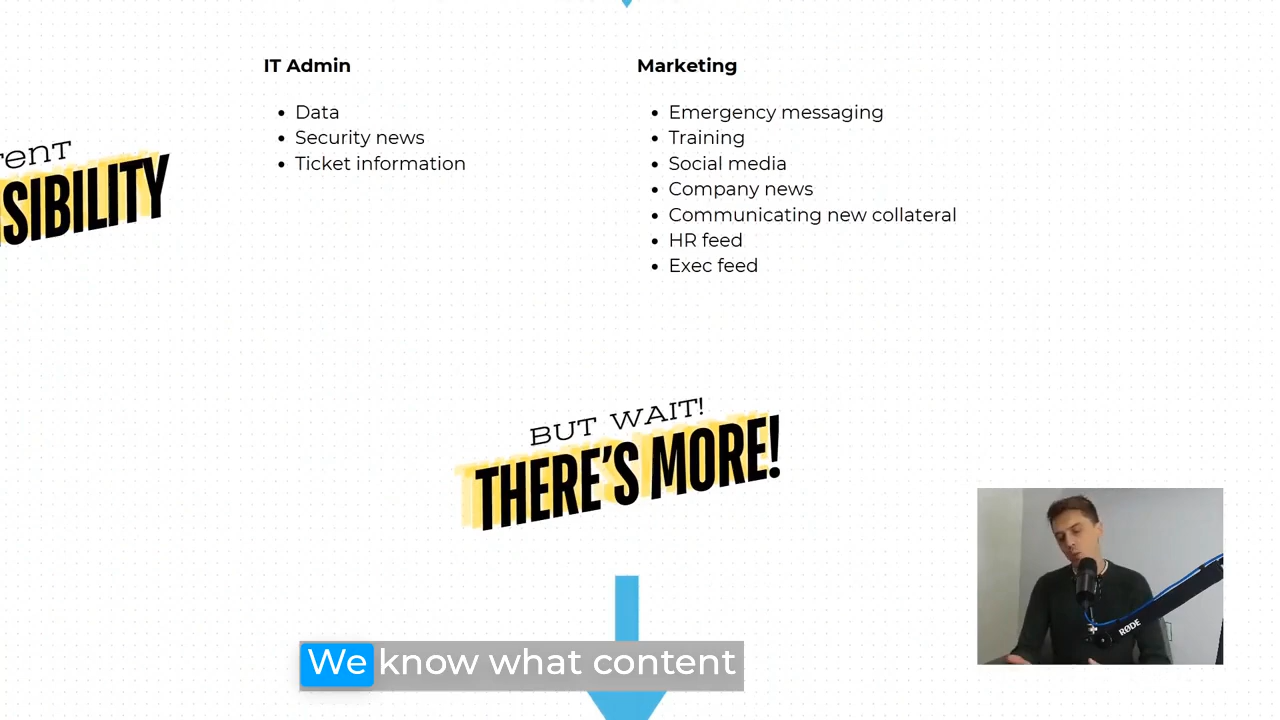 IT Admin
Data
Security news
Ticket information
Marketing
Emergency messaging
Training
Social media
Company news
Communicating new collateral
HR feed
Exec feed
TENT
SIBILITY
BUT WAIT!
THERE'S MORE!
RØDE
We know what content